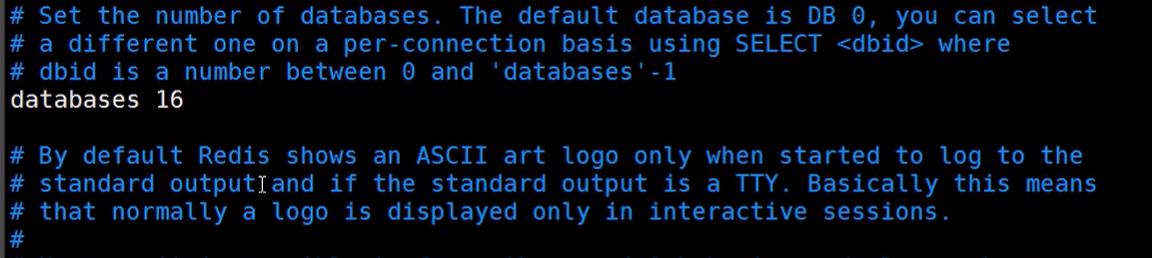 # Set the number of databases. The default database is DB 0, you can select
# a different one on a per-connection basis using SELECT <dbid> where
# dbid is a number between 0 and 'databases'-1
databases 16
# By default Redis shows an ASCII art logo only when started to log to the
# standard output and if the standard output is a TTY. Basically this means
# that normally a logo is displayed only in interactive sessions.
#